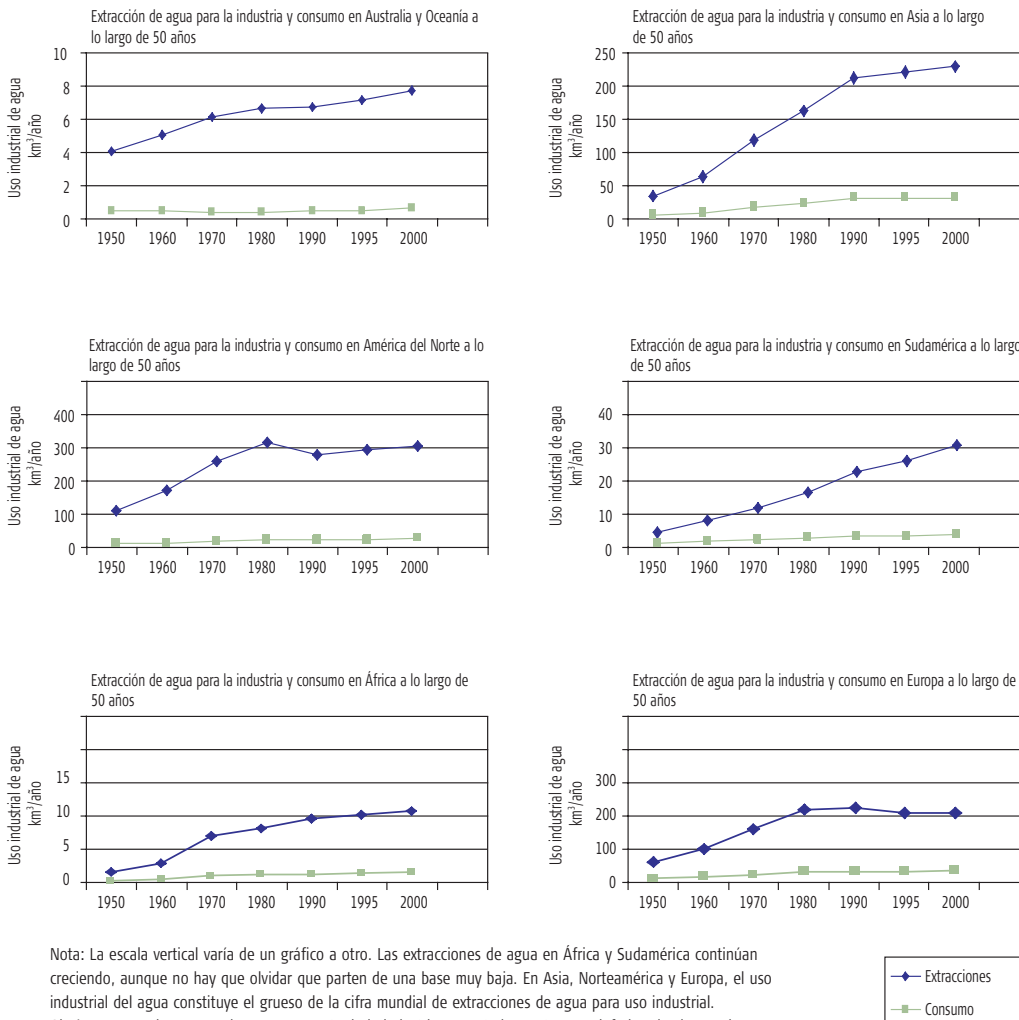 Extracción de agua para la industria y consumo en Australia y Oceanía a
lo largo de 50 años
Uso industrial de agua
km³/año
10
8
6
4
2
0
1950 1960 1970 1980 1990 1995 2000
Extracción de agua para la industria y consumo en Asia a lo largo
de 50 años
Uso industrial de agua
km³/año
250
200
150
100
50
0
1950 1960 1970 1980 1990 1995 2000
Extracción de agua para la industria y consumo en América del Norte a lo
largo de 50 años
Uso industrial de agua
km³/año
400
300
200
100
0
1950 1960 1970 1980 1990 1995 2000
Extracción de agua para la industria y consumo en Sudamérica a lo largo
de 50 años
Uso industrial de agua
km³/año
40
30
20
10
0
1950 1960 1970 1980 1990 1995 2000
Extracción de agua para la industria y consumo en África a lo largo de
50 años
Uso industrial de agua
km³/año
15
10
5
0
1950 1960 1970 1980 1990 1995 2000
Extracción de agua para la industria y consumo en Europa a lo largo de
50 años
Uso industrial de agua
km³/año
300
200
100
0
1950 1960 1970 1980 1990 1995 2000
Nota: La escala vertical varía de un gráfico a otro. Las extracciones de agua en África y Sudamérica continúan
creciendo, aunque no hay que olvidar que parten de una base muy baja. En Asia, Norteamérica y Europa, el uso
industrial del agua constituye el grueso de la cifra mundial de extracciones de agua para uso industrial.
Extracciones
Consumo